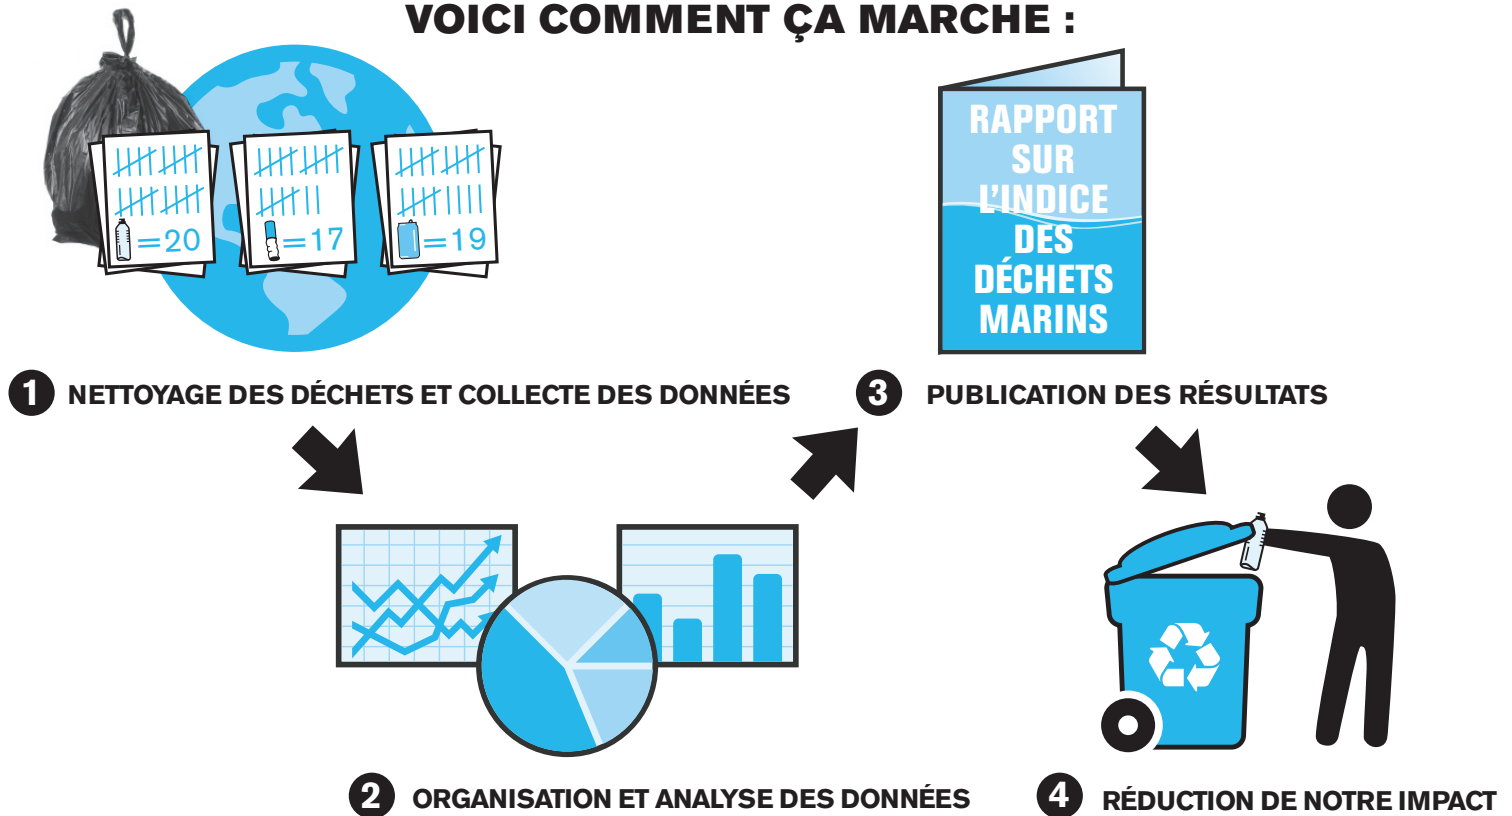 VOICI COMMENT ÇA MARCHE :
=20
=17
=19
RAPPORT
SUR
L'INDICE
DES
DÉCHETS
MARINS
1 NETTOYAGE DES DÉCHETS ET COLLECTE DES DONNÉES
3 PUBLICATION DES RÉSULTATS
2 ORGANISATION ET ANALYSE DES DONNÉES
4 RÉDUCTION DE NOTRE IMPACT